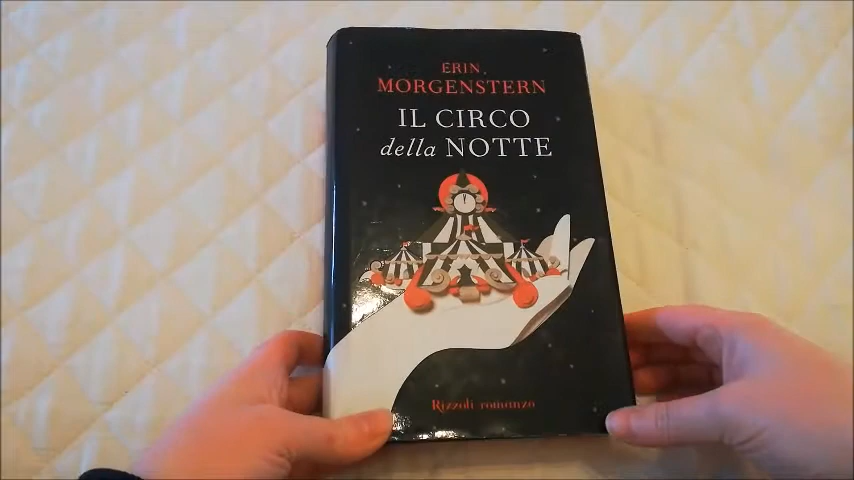 ERIN
MORGENSTERN
IL CIRCO
della NOTTE
Rizzoli romanzo